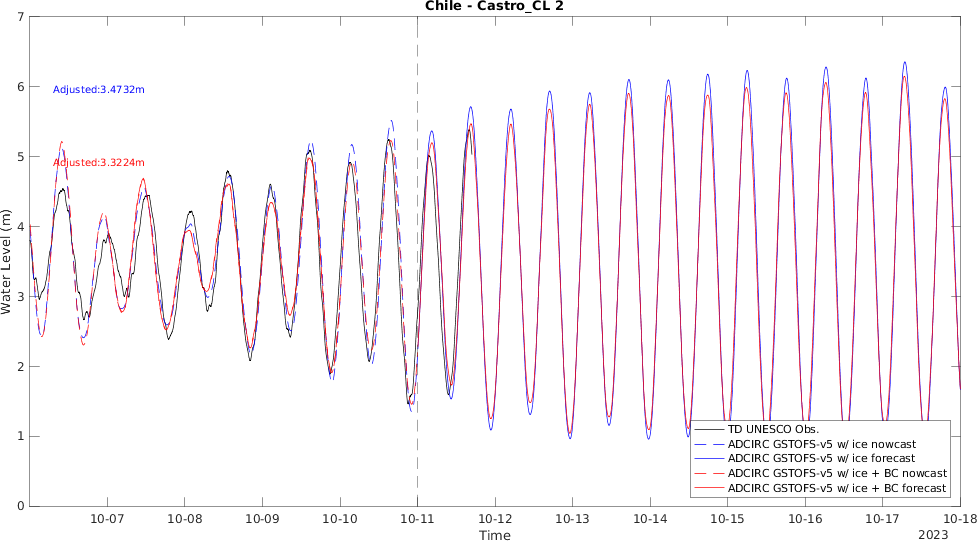 Chile - Castro_CL 2
7
6
5
4
3
2
1
0
Water Level (m)
Adjusted:3.4732m
Adjusted:3.3224m
TD UNESCO Obs.
ADCIRC GSTOFS-v5 w/ ice nowcast
ADCIRC GSTOFS-v5 w/ ice forecast
ADCIRC GSTOFS-v5 w/ ice + BC nowcast
ADCIRC GSTOFS-v5 w/ ice + BC forecast
10-07 10-08 10-09 10-10 10-11 10-12 10-13 10-14 10-15 10-16 10-17 10-18
Time
2023